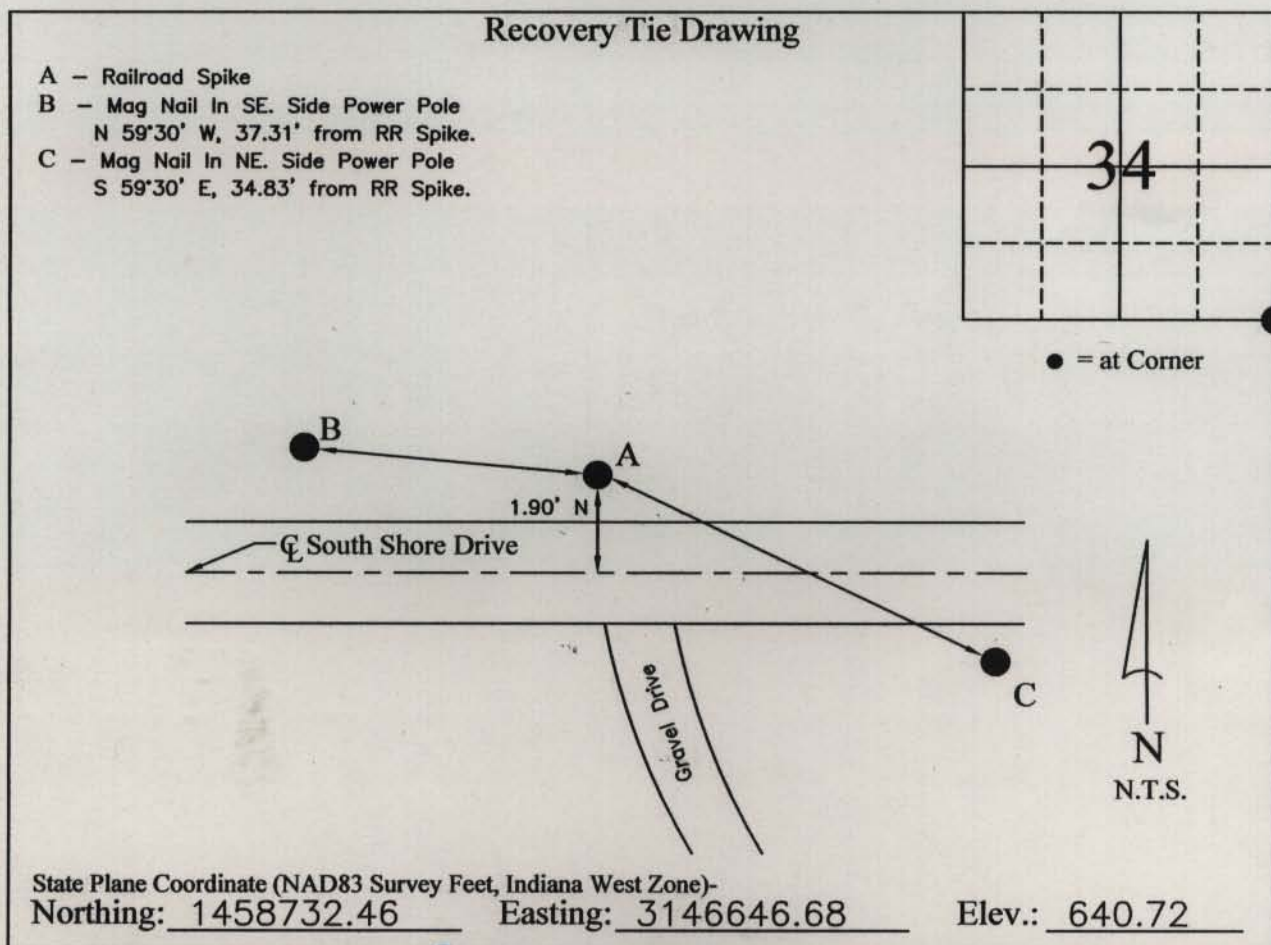 Recovery Tie Drawing
A – Railroad Spike
B – Mag Nail In SE. Side Power Pole
N 59°30' W, 37.31' from RR Spike.
C – Mag Nail In NE. Side Power Pole
S 59°30' E, 34.83' from RR Spike.
34
● = at Corner
B
A
1.90' N
℄ South Shore Drive
C
Gravel Drive
N
N.T.S.
State Plane Coordinate (NAD83 Survey Feet, Indiana West Zone)-
Northing: 1458732.46 Easting: 3146646.68 Elev.: 640.72